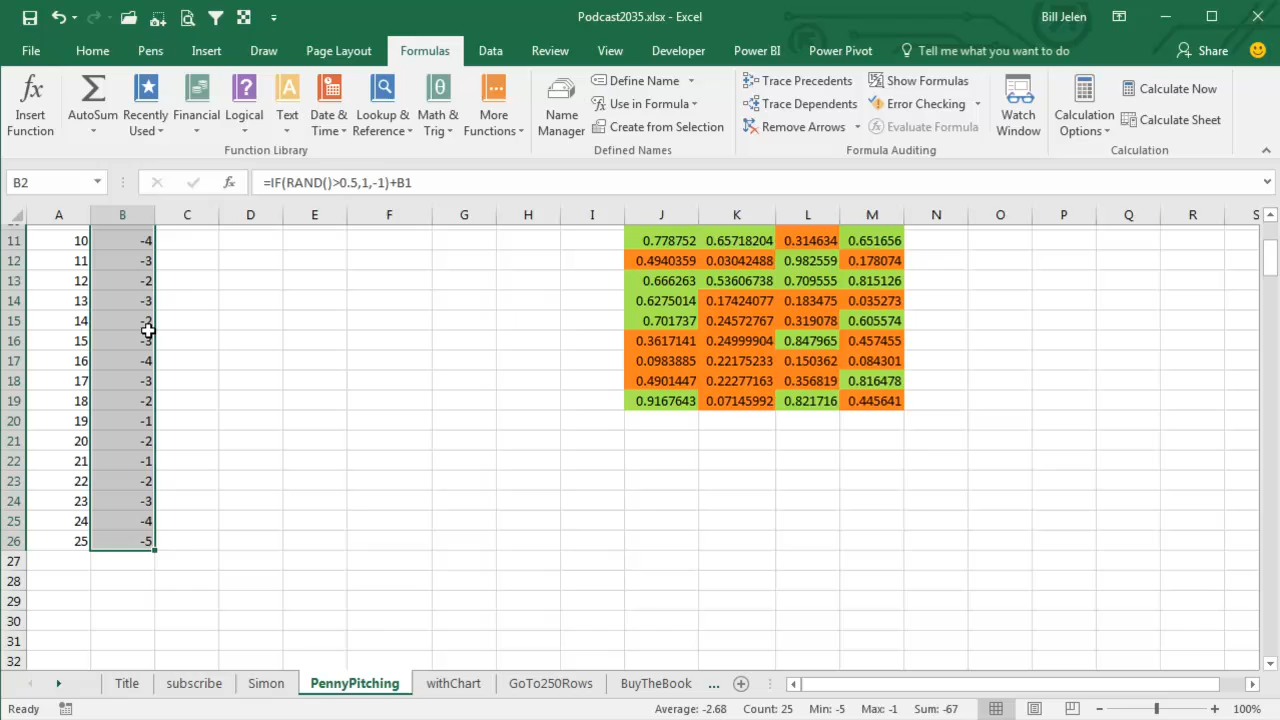 Podcast2035.xlsx - Excel
Bill Jelen
File Home Pens Insert Draw Page Layout Formulas Data Review View Developer Power BI Power Pivot Tell me what you want to do Share
Insert Function
AutoSum
Recently Used
Financial
Logical
Text
Date & Time
Lookup & Reference
Math & Trig
More Functions
Function Library
Name Manager
Define Name
Use in Formula
Create from Selection
Defined Names
Trace Precedents
Trace Dependents
Remove Arrows
Show Formulas
Error Checking
Evaluate Formula
Formula Auditing
Watch Window
Calculation Options
Calculate Now
Calculate Sheet
Calculation
B2 fx =IF(RAND()>0.5,1,-1)+B1
A B C D E F G H I J K L M N O P Q R S
11 10 -4 0.778752 0.65718204 0.314634 0.651656
12 11 -3 0.4940359 0.03042488 0.982559 0.178074
13 12 -2 0.666263 0.53606738 0.709555 0.815126
14 13 -3 0.6275014 0.17424077 0.183475 0.035273
15 14 -2 0.701737 0.24572767 0.319078 0.605574
16 15 -3 0.3617141 0.24999904 0.847965 0.457455
17 16 -4 0.0983885 0.22175233 0.150362 0.084301
18 17 -3 0.4901447 0.22277163 0.356819 0.816478
19 18 -2 0.9167643 0.07145992 0.821716 0.445641
20 19 -1
21 20 -2
22 21 -1
23 22 -2
24 23 -3
25 24 -4
26 25 -5
27
28
29
30
31
32
Title subscribe Simon PennyPitching withChart GoTo250Rows BuyTheBook ...
Ready Average: -2.68 Count: 25 Min: -5 Max: -1 Sum: -67 100%